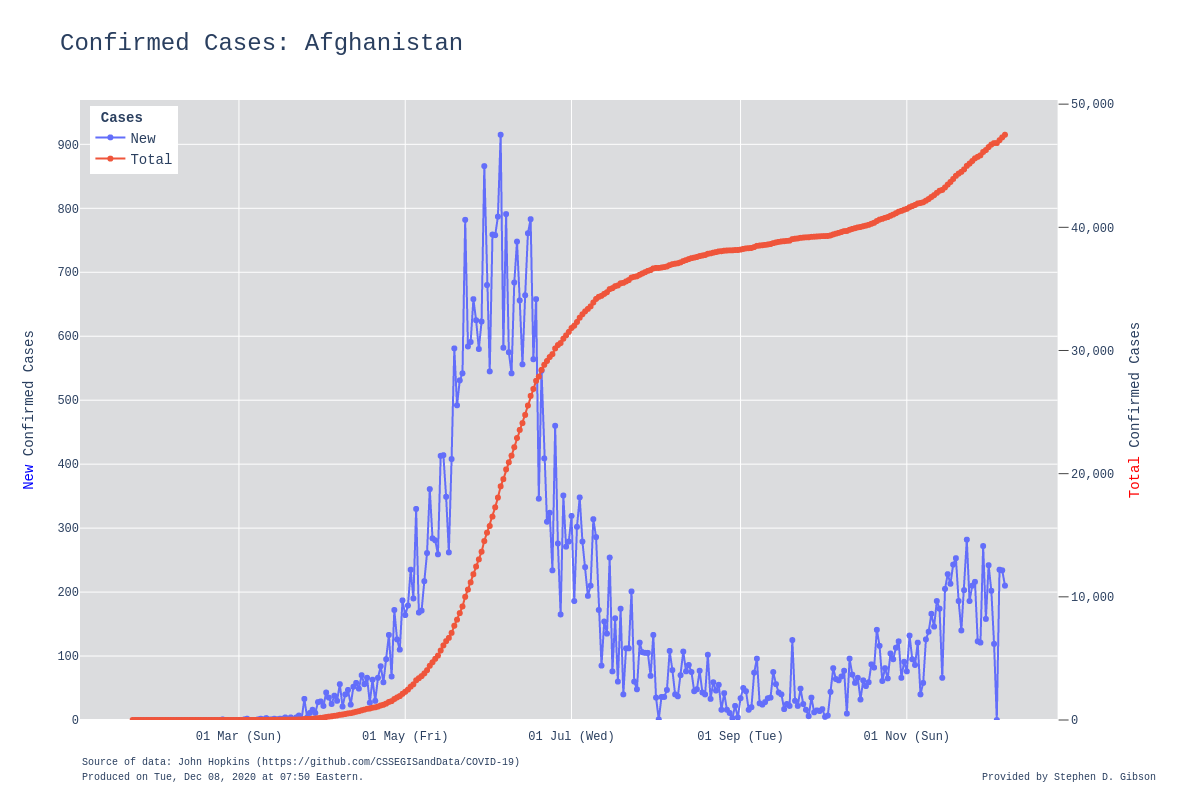 Confirmed Cases: Afghanistan
Cases
New
Total
900
800
700
600
500
400
300
200
100
0
New Confirmed Cases
50,000
40,000
30,000
20,000
10,000
0
Total Confirmed Cases
01 Mar (Sun)
01 May (Fri)
01 Jul (Wed)
01 Sep (Tue)
01 Nov (Sun)
Source of data: John Hopkins (https://github.com/CSSEGISandData/COVID-19)
Produced on Tue, Dec 08, 2020 at 07:50 Eastern.
Provided by Stephen D. Gibson